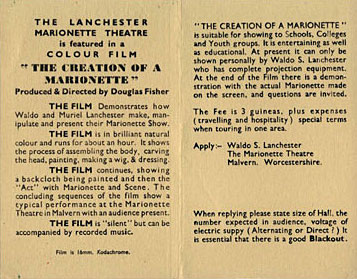 THE LANCHESTER
MARIONETTE THEATRE
is featured in a
COLOUR FILM
"THE CREATION OF A
MARIONETTE"
Produced & Directed by Douglas Fisher
THE FILM Demonstrates how
Waldo and Muriel Lanchester make, man-
ipulate and present their Marionette Show.
THE FILM is in brilliant natural
colour and runs for about an hour. It shows
the process of assembling the body, carving
the head, painting, making a wig, & dressing.
THE FILM continues, showing
a backcloth being painted and then the
"Act" with Marionette and Scene. The
concluding sequences of the film show a
typical performance at the Marionette
Theatre in Malvern with an audience present.
THE FILM is "silent" but can be
accompanied by recorded music.
Film is 16mm. Kodachrome.
"THE CREATION OF A MARIONETTE"
is suitable for showing to Schools, Colleges
and Youth groups. It is entertaining as well
as educational. At present it can only be
shown personally by Waldo S. Lanchester
who has complete projection equipment.
At the end of the Film there is a demon-
stration with the actual Marionette made
on the screen, and questions are invited.
The Fee is 3 guineas, plus expenses
(travelling and hospitality) special terms
when touring in one area.
Apply:- Waldo S. Lanchester
The Marionette Theatre
Malvern. Worcestershire.
When replying please state size of Hall, the
number expected in audience, voltage of
electric suppy (Alternating or Direct?) It
is essential that there is a good Blackout.